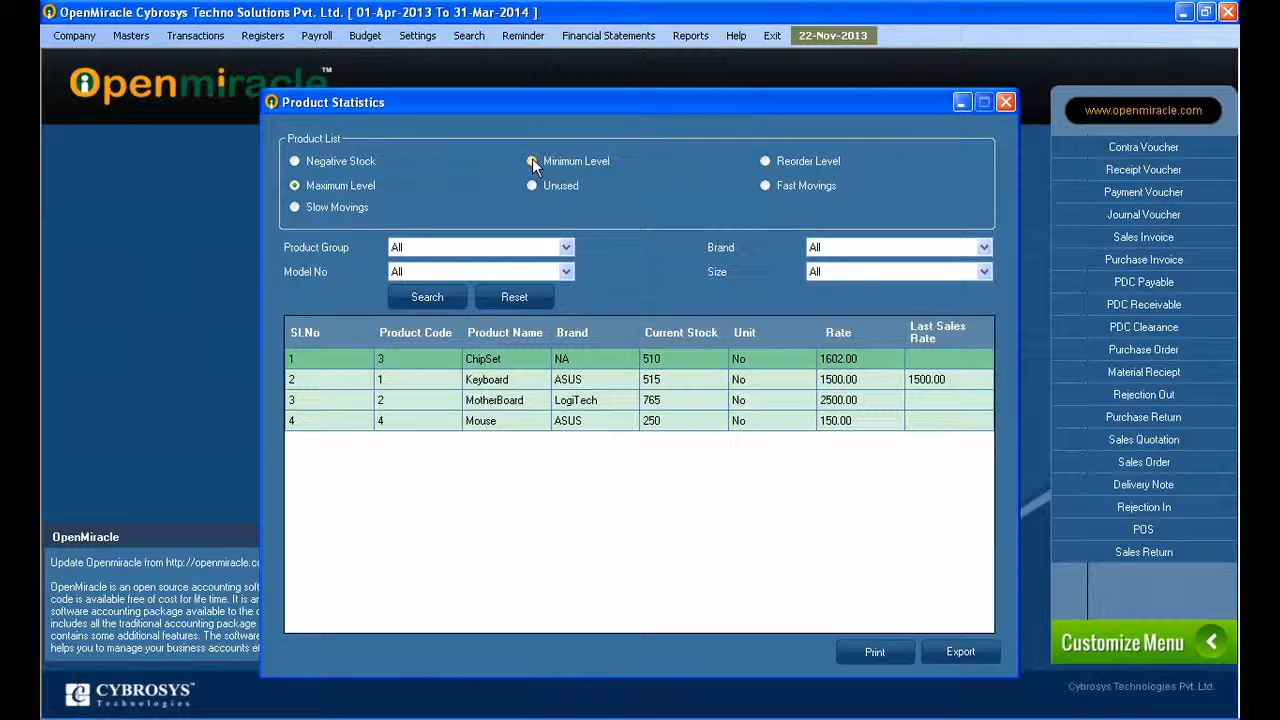 OpenMiracle Cybrosys Techno Solutions Pvt. Ltd. [ 01-Apr-2013 To 31-Mar-2014 ]
Company Masters Transactions Registers Payroll Budget Settings Search Reminder Financial Statements Reports Help Exit 22-Nov-2013
Openmiracle™
Product Statistics
www.openmiracle.com
Product List
Negative Stock Minimum Level Reorder Level
Maximum Level Unused Fast Movings
Slow Movings
Product Group All Brand All
Model No All Size All
Search Reset
Sl.No Product Code Product Name Brand Current Stock Unit Rate Last Sales Rate
1 3 ChipSet NA 510 No 1602.00
2 1 Keyboard ASUS 515 No 1500.00 1500.00
3 2 MotherBoard LogiTech 765 No 2500.00
4 4 Mouse ASUS 250 No 150.00
Print Export
Contra Voucher
Receipt Voucher
Payment Voucher
Journal Voucher
Sales Invoice
Purchase Invoice
PDC Payable
PDC Receivable
PDC Clearance
Purchase Order
Material Reciept
Rejection Out
Purchase Return
Sales Quotation
Sales Order
Delivery Note
Rejection In
POS
Sales Return
Customize Menu
OpenMiracle
Update Openmiracle from http://openmiracle.co
OpenMiracle is an open source accounting soft
code is available free of cost for life time. It is ar
software accounting package available to the c
includes all the traditional accounting package
contains some additional features. The software
helps you to manage your business accounts e
CYBROSYS™
Technologies
Cybrosys Technologies Pvt. Ltd.